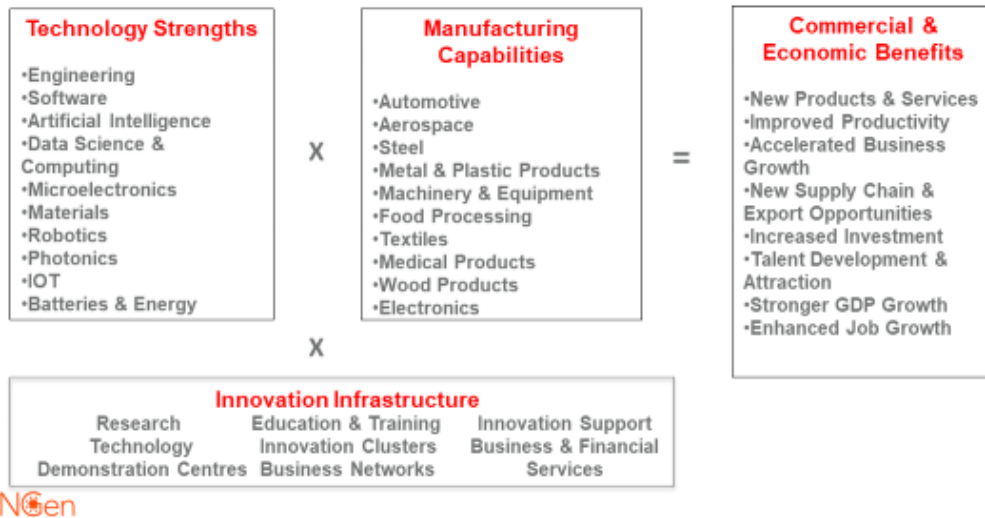 Technology Strengths
•Engineering
•Software
•Artificial Intelligence
•Data Science &
Computing
•Microelectronics
•Materials
•Robotics
•Photonics
•IOT
•Batteries & Energy
X
Manufacturing
Capabilities
•Automotive
•Aerospace
•Steel
•Metal & Plastic Products
•Machinery & Equipment
•Food Processing
•Textiles
•Medical Products
•Wood Products
•Electronics
=
Commercial &
Economic Benefits
•New Products & Services
•Improved Productivity
•Accelerated Business
Growth
•New Supply Chain &
Export Opportunities
•Increased Investment
•Talent Development &
Attraction
•Stronger GDP Growth
•Enhanced Job Growth
X
Innovation Infrastructure
Research
Technology
Demonstration Centres
Education & Training
Innovation Clusters
Business Networks
Innovation Support
Business & Financial
Services
NGen